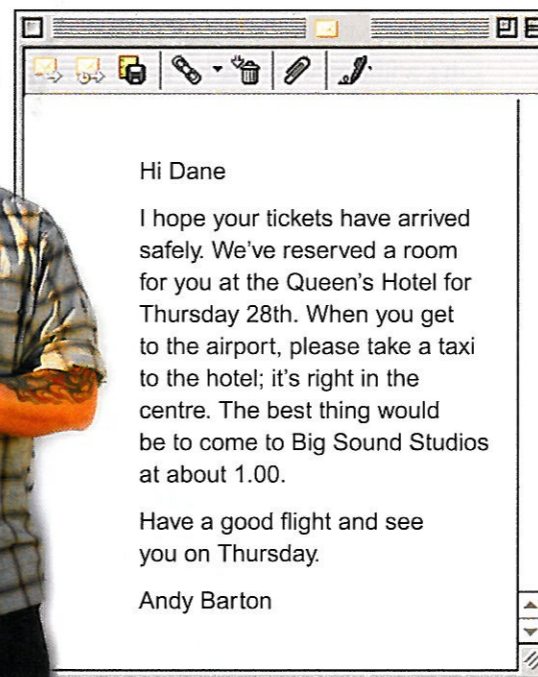 Hi Dane
I hope your tickets have arrived
safely. We've reserved a room
for you at the Queen's Hotel for
Thursday 28th. When you get
to the airport, please take a taxi
to the hotel; it's right in the
centre. The best thing would
be to come to Big Sound Studios
at about 1.00.
Have a good flight and see
you on Thursday.
Andy Barton